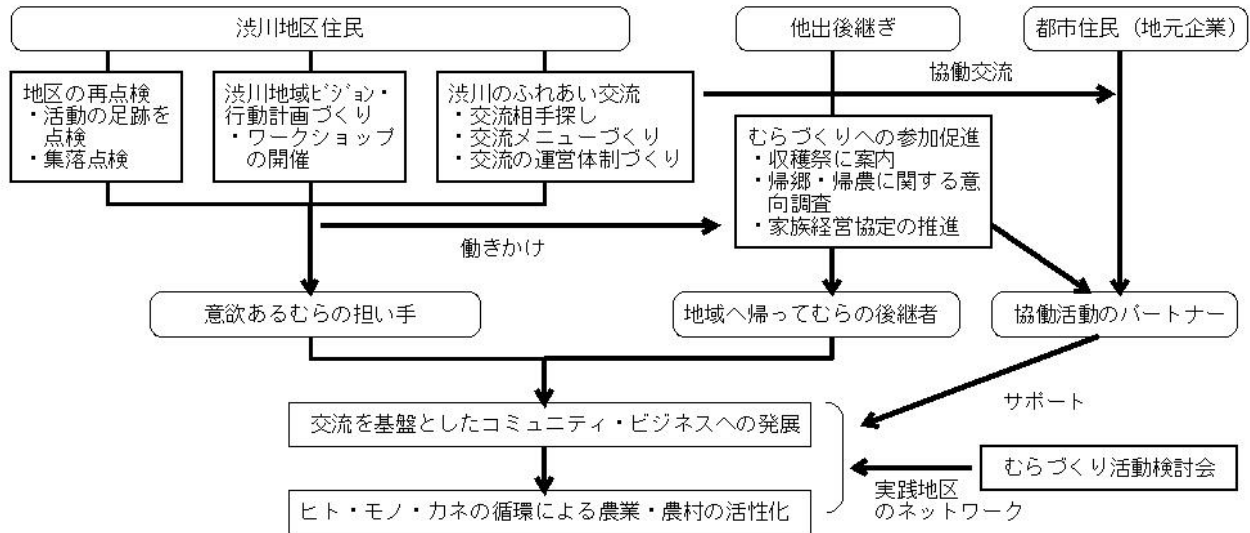 渋川地区住民
他出後継ぎ
都市住民（地元企業）
地区の再点検
・活動の足跡を
点検
・集落点検
渋川地域ﾋﾞｼﾞｮﾝ・
行動計画づくり
・ワークショップ
の開催
渋川のふれあい交流
・交流相手探し
・交流メニューづくり
・交流の運営体制づくり
協働交流
むらづくりへの参加促進
・収穫祭に案内
・帰郷・帰農に関する意
向調査
・家族経営協定の推進
働きかけ
意欲あるむらの担い手
地域へ帰ってむらの後継者
協働活動のパートナー
サポート
交流を基盤としたコミュニティ・ビジネスへの発展
むらづくり活動検討会
実践地区
のネットワーク
ヒト・モノ・カネの循環による農業・農村の活性化